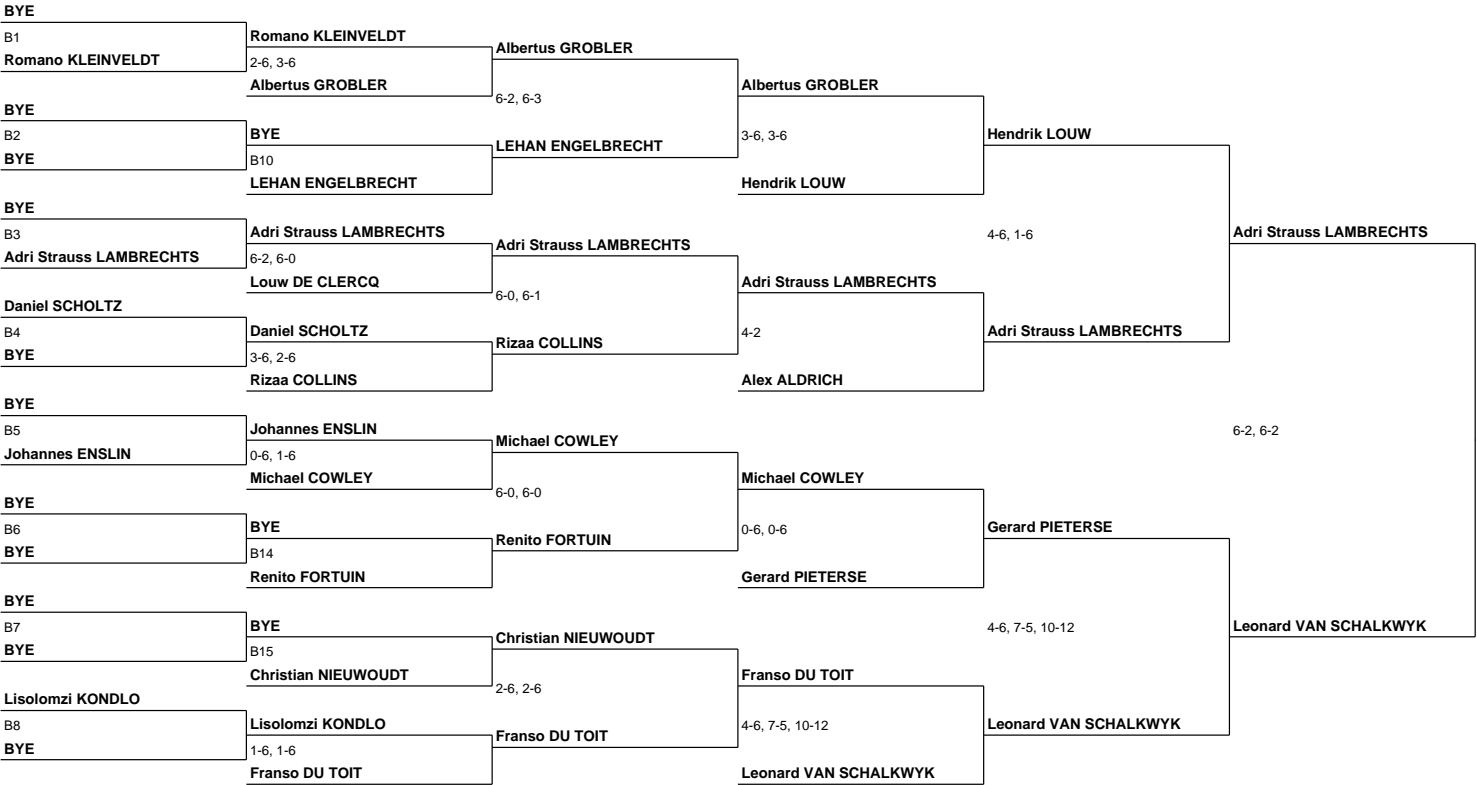 BYE
B1
Romano KLEINVELDT
BYE
B2
BYE
BYE
B3
Adri Strauss LAMBRECHTS
Daniel SCHOLTZ
B4
BYE
BYE
B5
Johannes ENSLIN
BYE
B6
BYE
BYE
B7
BYE
Lisolomzi KONDLO
B8
BYE
Romano KLEINVELDT
2-6, 3-6
Albertus GROBLER
BYE
B10
LEHAN ENGELBRECHT
Adri Strauss LAMBRECHTS
6-2, 6-0
Louw DE CLERCQ
Daniel SCHOLTZ
3-6, 2-6
Rizaa COLLINS
Johannes ENSLIN
0-6, 1-6
Michael COWLEY
BYE
B14
Renito FORTUIN
BYE
B15
Christian NIEUWOUDT
Lisolomzi KONDLO
1-6, 1-6
Franso DU TOIT
Albertus GROBLER
6-2, 6-3
LEHAN ENGELBRECHT
Adri Strauss LAMBRECHTS
6-0, 6-1
Rizaa COLLINS
Michael COWLEY
6-0, 6-0
Renito FORTUIN
Christian NIEUWOUDT
2-6, 2-6
Franso DU TOIT
Albertus GROBLER
3-6, 3-6
Hendrik LOUW
Adri Strauss LAMBRECHTS
4-2
Alex ALDRICH
Michael COWLEY
0-6, 0-6
Gerard PIETERSE
Franso DU TOIT
4-6, 7-5, 10-12
Leonard VAN SCHALKWYK
Hendrik LOUW
4-6, 1-6
Adri Strauss LAMBRECHTS
Gerard PIETERSE
4-6, 7-5, 10-12
Leonard VAN SCHALKWYK
Adri Strauss LAMBRECHTS
6-2, 6-2
Leonard VAN SCHALKWYK